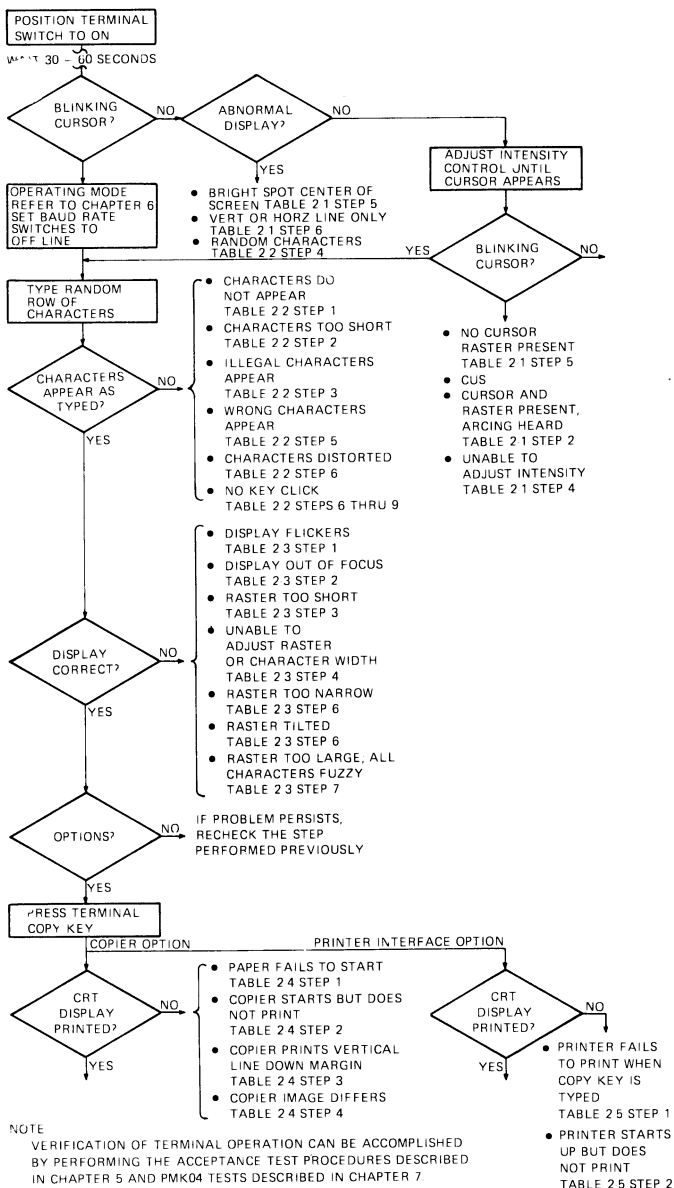 POSITION TERMINAL
SWITCH TO ON
30 – 60 SECONDS
BLINKING
CURSOR?
NO
ABNORMAL
DISPLAY?
NO
YES
ADJUST INTENSITY
CONTROL UNTIL
CURSOR APPEARS
OPERATING MODE
REFER TO CHAPTER 6
SET BAUD RATE
SWITCHES TO
OFF LINE
● BRIGHT SPOT CENTER OF
SCREEN TABLE 2 1 STEP 5
● VERT OR HORZ LINE ONLY
TABLE 2 1 STEP 6
● RANDOM CHARACTERS
TABLE 2 2 STEP 4
YES
BLINKING
CURSOR?
NO
TYPE RANDOM
ROW OF
CHARACTERS
CHARACTERS
APPEAR AS
TYPED?
NO
YES
● CHARACTERS DO
NOT APPEAR
TABLE 2 2 STEP 1
● CHARACTERS TOO SHORT
TABLE 2 2 STEP 2
● ILLEGAL CHARACTERS
APPEAR
TABLE 2 2 STEP 3
● WRONG CHARACTERS
APPEAR
TABLE 2 2 STEP 5
● CHARACTERS DISTORTED
TABLE 2 2 STEP 6
● NO KEY CLICK
TABLE 2 2 STEPS 6 THRU 9
● NO CURSOR
RASTER PRESENT
TABLE 2 1 STEP 5
● CUS
● CURSOR AND
RASTER PRESENT,
ARCING HEARD
TABLE 2 1 STEP 2
● UNABLE TO
ADJUST INTENSITY
TABLE 2 1 STEP 4
DISPLAY
CORRECT?
NO
YES
● DISPLAY FLICKERS
TABLE 2 3 STEP 1
● DISPLAY OUT OF FOCUS
TABLE 2 3 STEP 2
● RASTER TOO SHORT
TABLE 2 3 STEP 3
● UNABLE TO
ADJUST RASTER
OR CHARACTER WIDTH
TABLE 2 3 STEP 4
● RASTER TOO NARROW
TABLE 2 3 STEP 6
● RASTER TILTED
TABLE 2 3 STEP 6
● RASTER TOO LARGE, ALL
CHARACTERS FUZZY
TABLE 2 3 STEP 7
OPTIONS?
NO
YES
IF PROBLEM PERSISTS,
RECHECK THE STEP
PERFORMED PREVIOUSLY
PRESS TERMINAL
COPY KEY
COPIER OPTION
PRINTER INTERFACE OPTION
CRT
DISPLAY
PRINTED?
NO
YES
● PAPER FAILS TO START
TABLE 2 4 STEP 1
● COPIER STARTS BUT DOES
NOT PRINT
TABLE 2 4 STEP 2
● COPIER PRINTS VERTICAL
LINE DOWN MARGIN
TABLE 2 4 STEP 3
● COPIER IMAGE DIFFERS
TABLE 2 4 STEP 4
CRT
DISPLAY
PRINTED?
NO
YES
● PRINTER FAILS
TO PRINT WHEN
COPY KEY IS
TYPED
TABLE 2 5 STEP 1
● PRINTER STARTS
UP BUT DOES
NOT PRINT
TABLE 2 5 STEP 2
NOTE
VERIFICATION OF TERMINAL OPERATION CAN BE ACCOMPLISHED
BY PERFORMING THE ACCEPTANCE TEST PROCEDURES DESCRIBED
IN CHAPTER 5 AND PMK04 TESTS DESCRIBED IN CHAPTER 7.